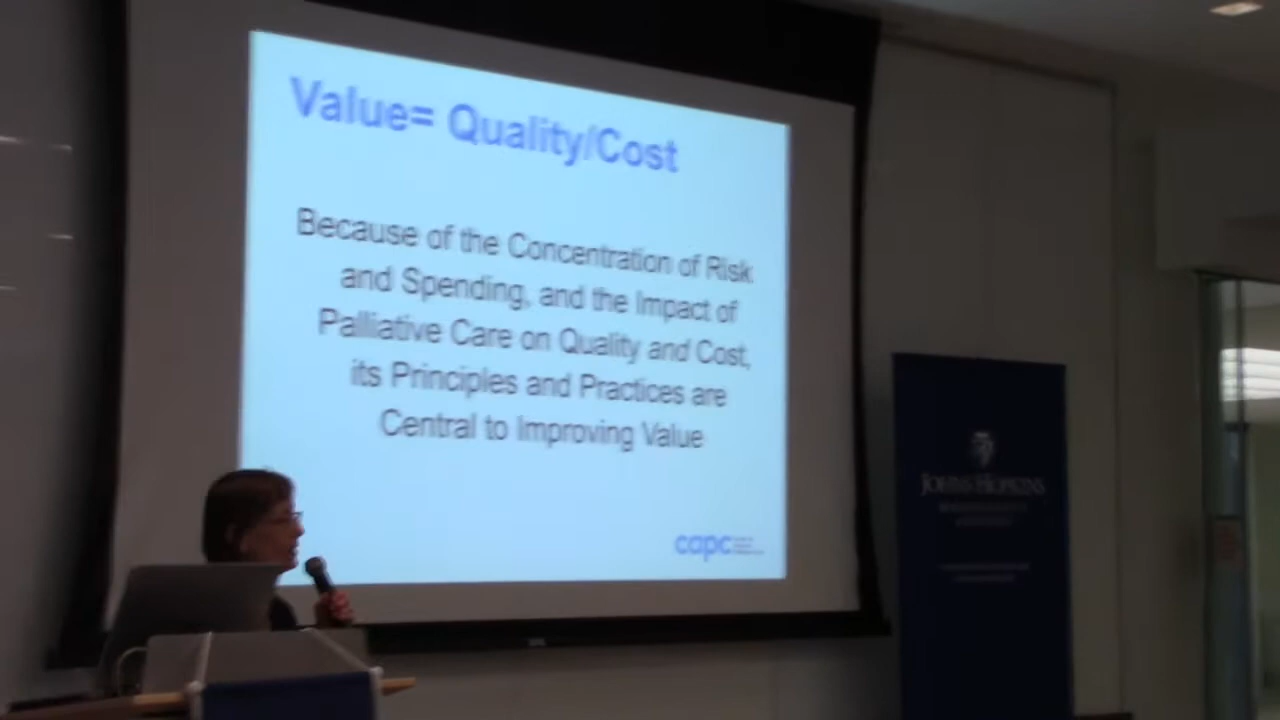 Value= Quality/Cost
Because of the Concentration of Risk
and Spending, and the Impact of
Palliative Care on Quality and Cost,
its Principles and Practices are
Central to Improving Value
capc
JOHNS HOPKINS